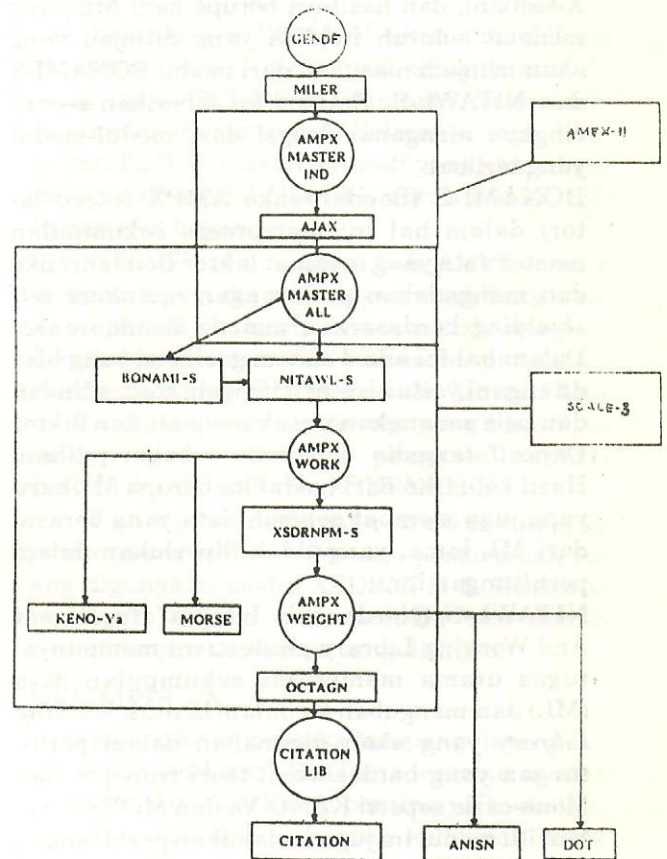 GENDF
MILER
AMPX
MASTER
IND
AMPX-II
AJAX
AMPX
MASTER
ALL
BONAMI-S
NITAWL-S
SCALE-3
AMPX
WORK
XSDRNPM-S
KENO-Va
MORSE
AMPX
WEIGHT
OCTAGN
CITATION
LIB
CITATION
ANISN
DOT